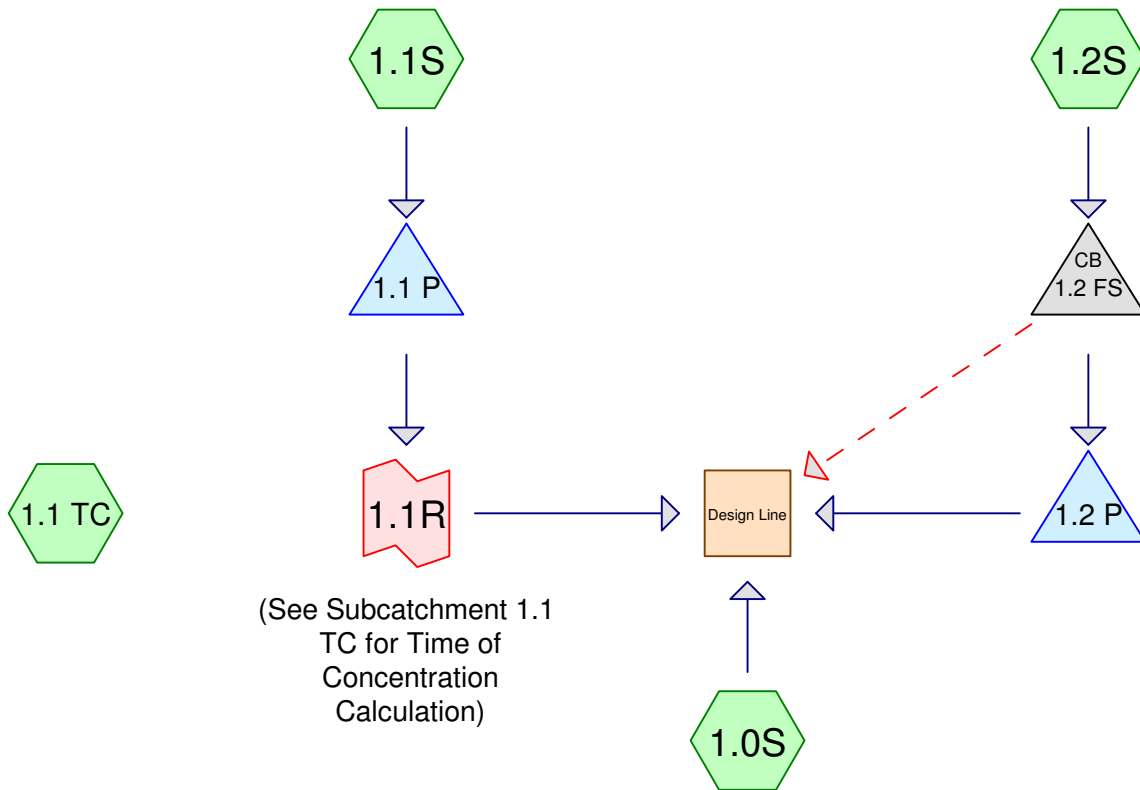 1.1S
1.2S
1.1 P
CB
1.2 FS
1.1 TC
1.1R
Design Line
1.2 P
(See Subcatchment 1.1
TC for Time of
Concentration
Calculation)
1.0S